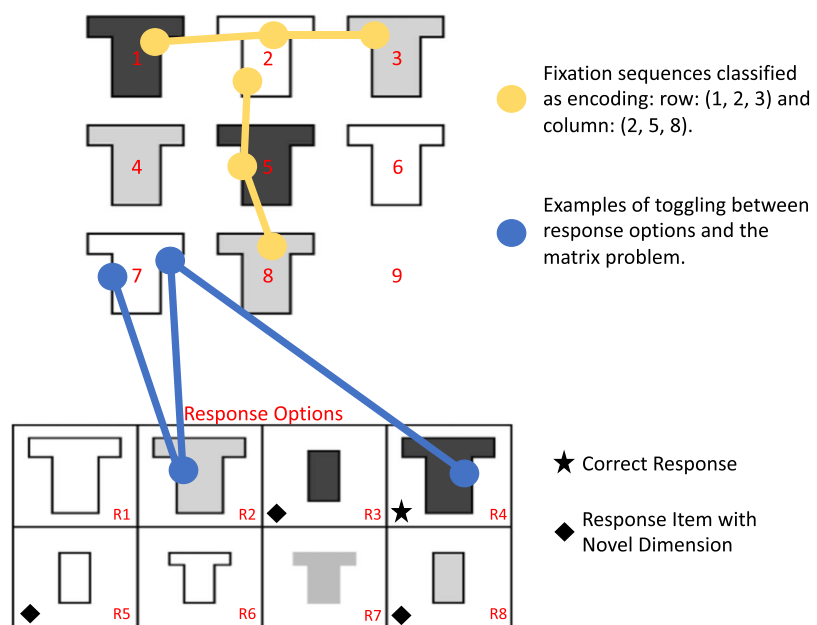 1
2
3
Fixation sequences classified
as encoding: row: (1, 2, 3) and
column: (2, 5, 8).
4
5
6
Examples of toggling between
response options and the
matrix problem.
7
8
9
Response Options
R1
R2
R3
R4
Correct Response
Response Item with
Novel Dimension
R5
R6
R7
R8